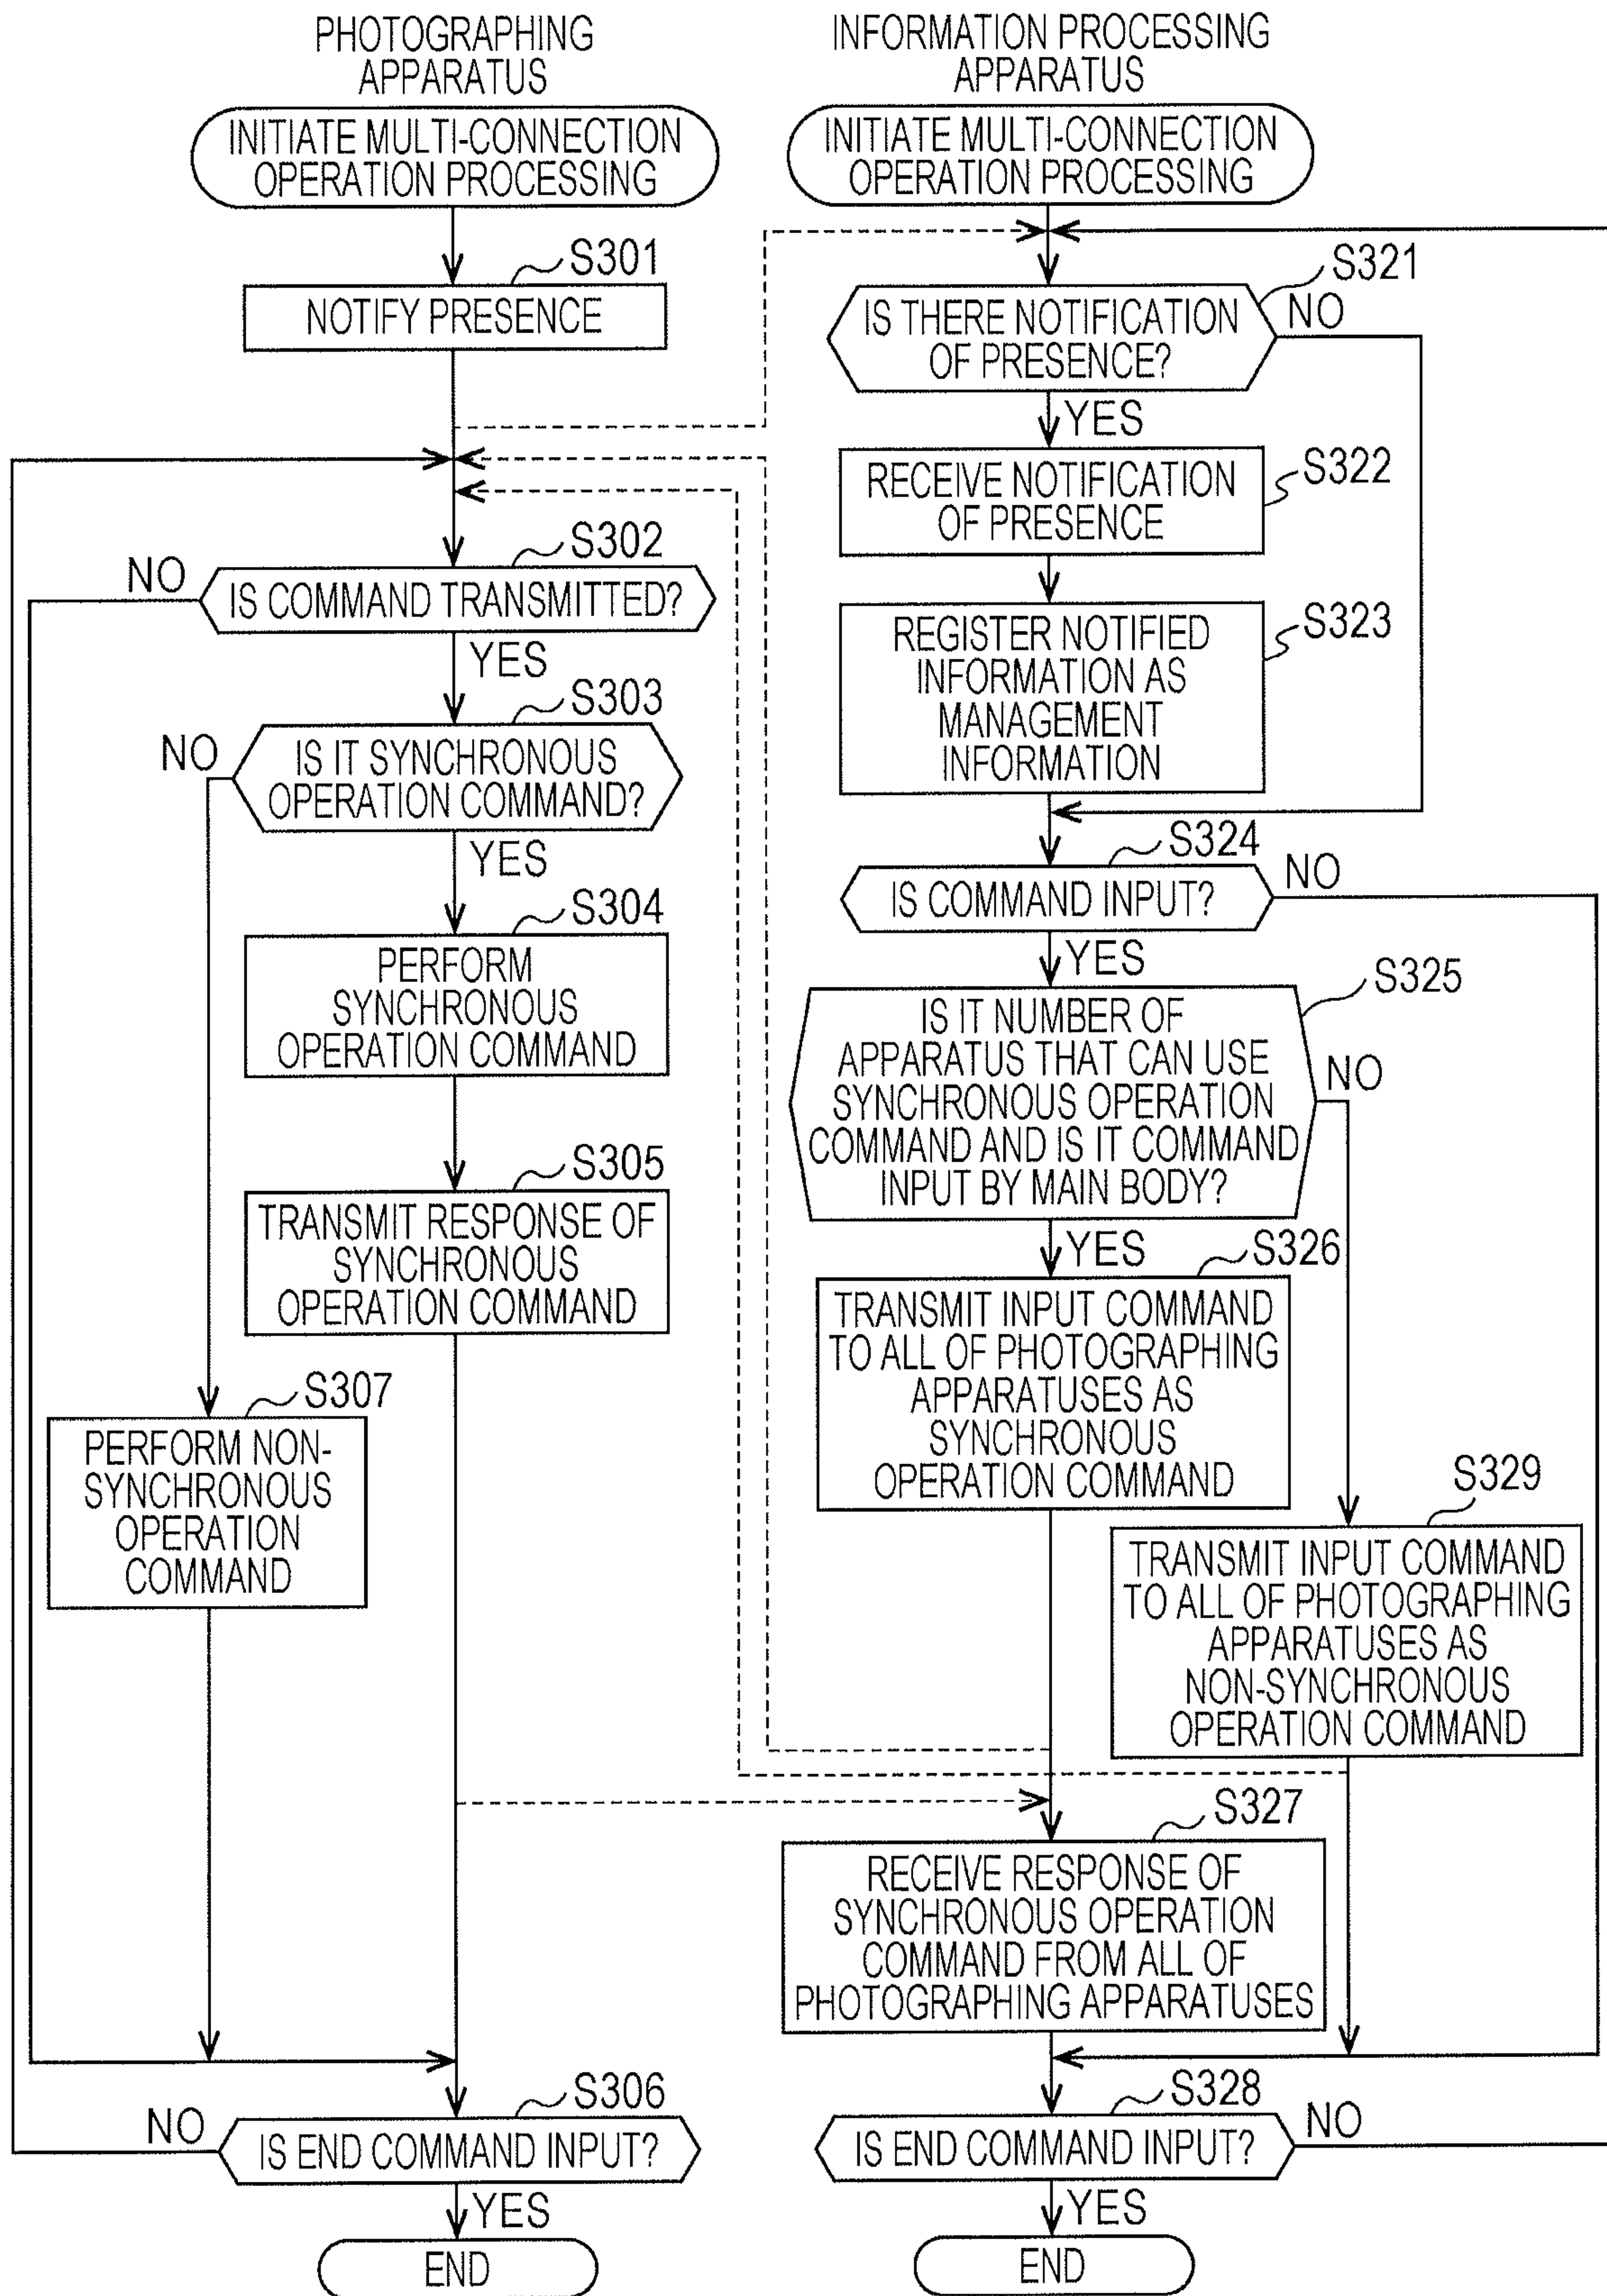 PHOTOGRAPHING
APPARATUS
INITIATE MULTI-CONNECTION
OPERATION PROCESSING
S301
NOTIFY PRESENCE
S302
NO
IS COMMAND TRANSMITTED?
YES
S303
NO
IS IT SYNCHRONOUS
OPERATION COMMAND?
YES
S304
PERFORM
SYNCHRONOUS
OPERATION COMMAND
S305
TRANSMIT RESPONSE OF
SYNCHRONOUS
OPERATION COMMAND
S307
PERFORM NON-
SYNCHRONOUS
OPERATION
COMMAND
S306
NO
IS END COMMAND INPUT?
YES
END
INFORMATION PROCESSING
APPARATUS
INITIATE MULTI-CONNECTION
OPERATION PROCESSING
S321
IS THERE NOTIFICATION
OF PRESENCE?
NO
YES
S322
RECEIVE NOTIFICATION
OF PRESENCE
S323
REGISTER NOTIFIED
INFORMATION AS
MANAGEMENT
INFORMATION
S324
IS COMMAND INPUT?
NO
YES
S325
IS IT NUMBER OF
APPARATUS THAT CAN USE
SYNCHRONOUS OPERATION
COMMAND AND IS IT COMMAND
INPUT BY MAIN BODY?
NO
YES
S326
TRANSMIT INPUT COMMAND
TO ALL OF PHOTOGRAPHING
APPARATUSES AS
SYNCHRONOUS
OPERATION COMMAND
S329
TRANSMIT INPUT COMMAND
TO ALL OF PHOTOGRAPHING
APPARATUSES AS
NON-SYNCHRONOUS
OPERATION COMMAND
S327
RECEIVE RESPONSE OF
SYNCHRONOUS OPERATION
COMMAND FROM ALL OF
PHOTOGRAPHING APPARATUSES
S328
IS END COMMAND INPUT?
NO
YES
END